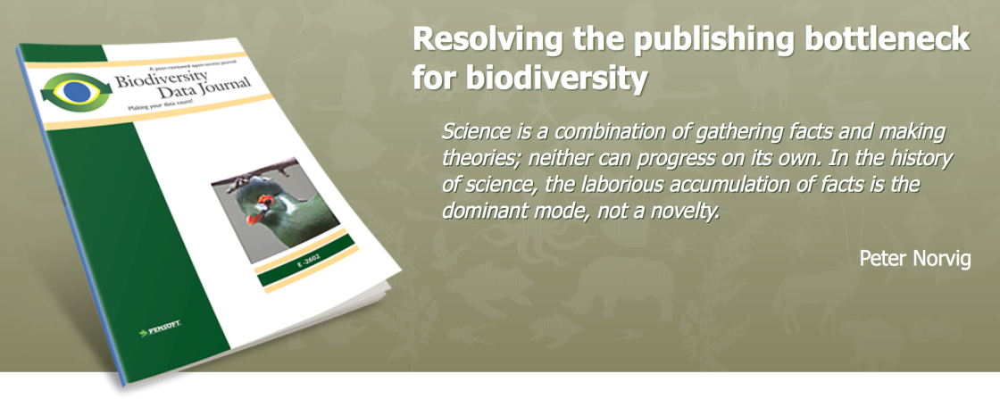 A peer-reviewed open-access journal
Biodiversity
Data Journal
Making your data count!
E -2602
PENSOFT
Resolving the publishing bottleneck
for biodiversity
Science is a combination of gathering facts and making
theories; neither can progress on its own. In the history
of science, the laborious accumulation of facts is the
dominant mode, not a novelty.
Peter Norvig